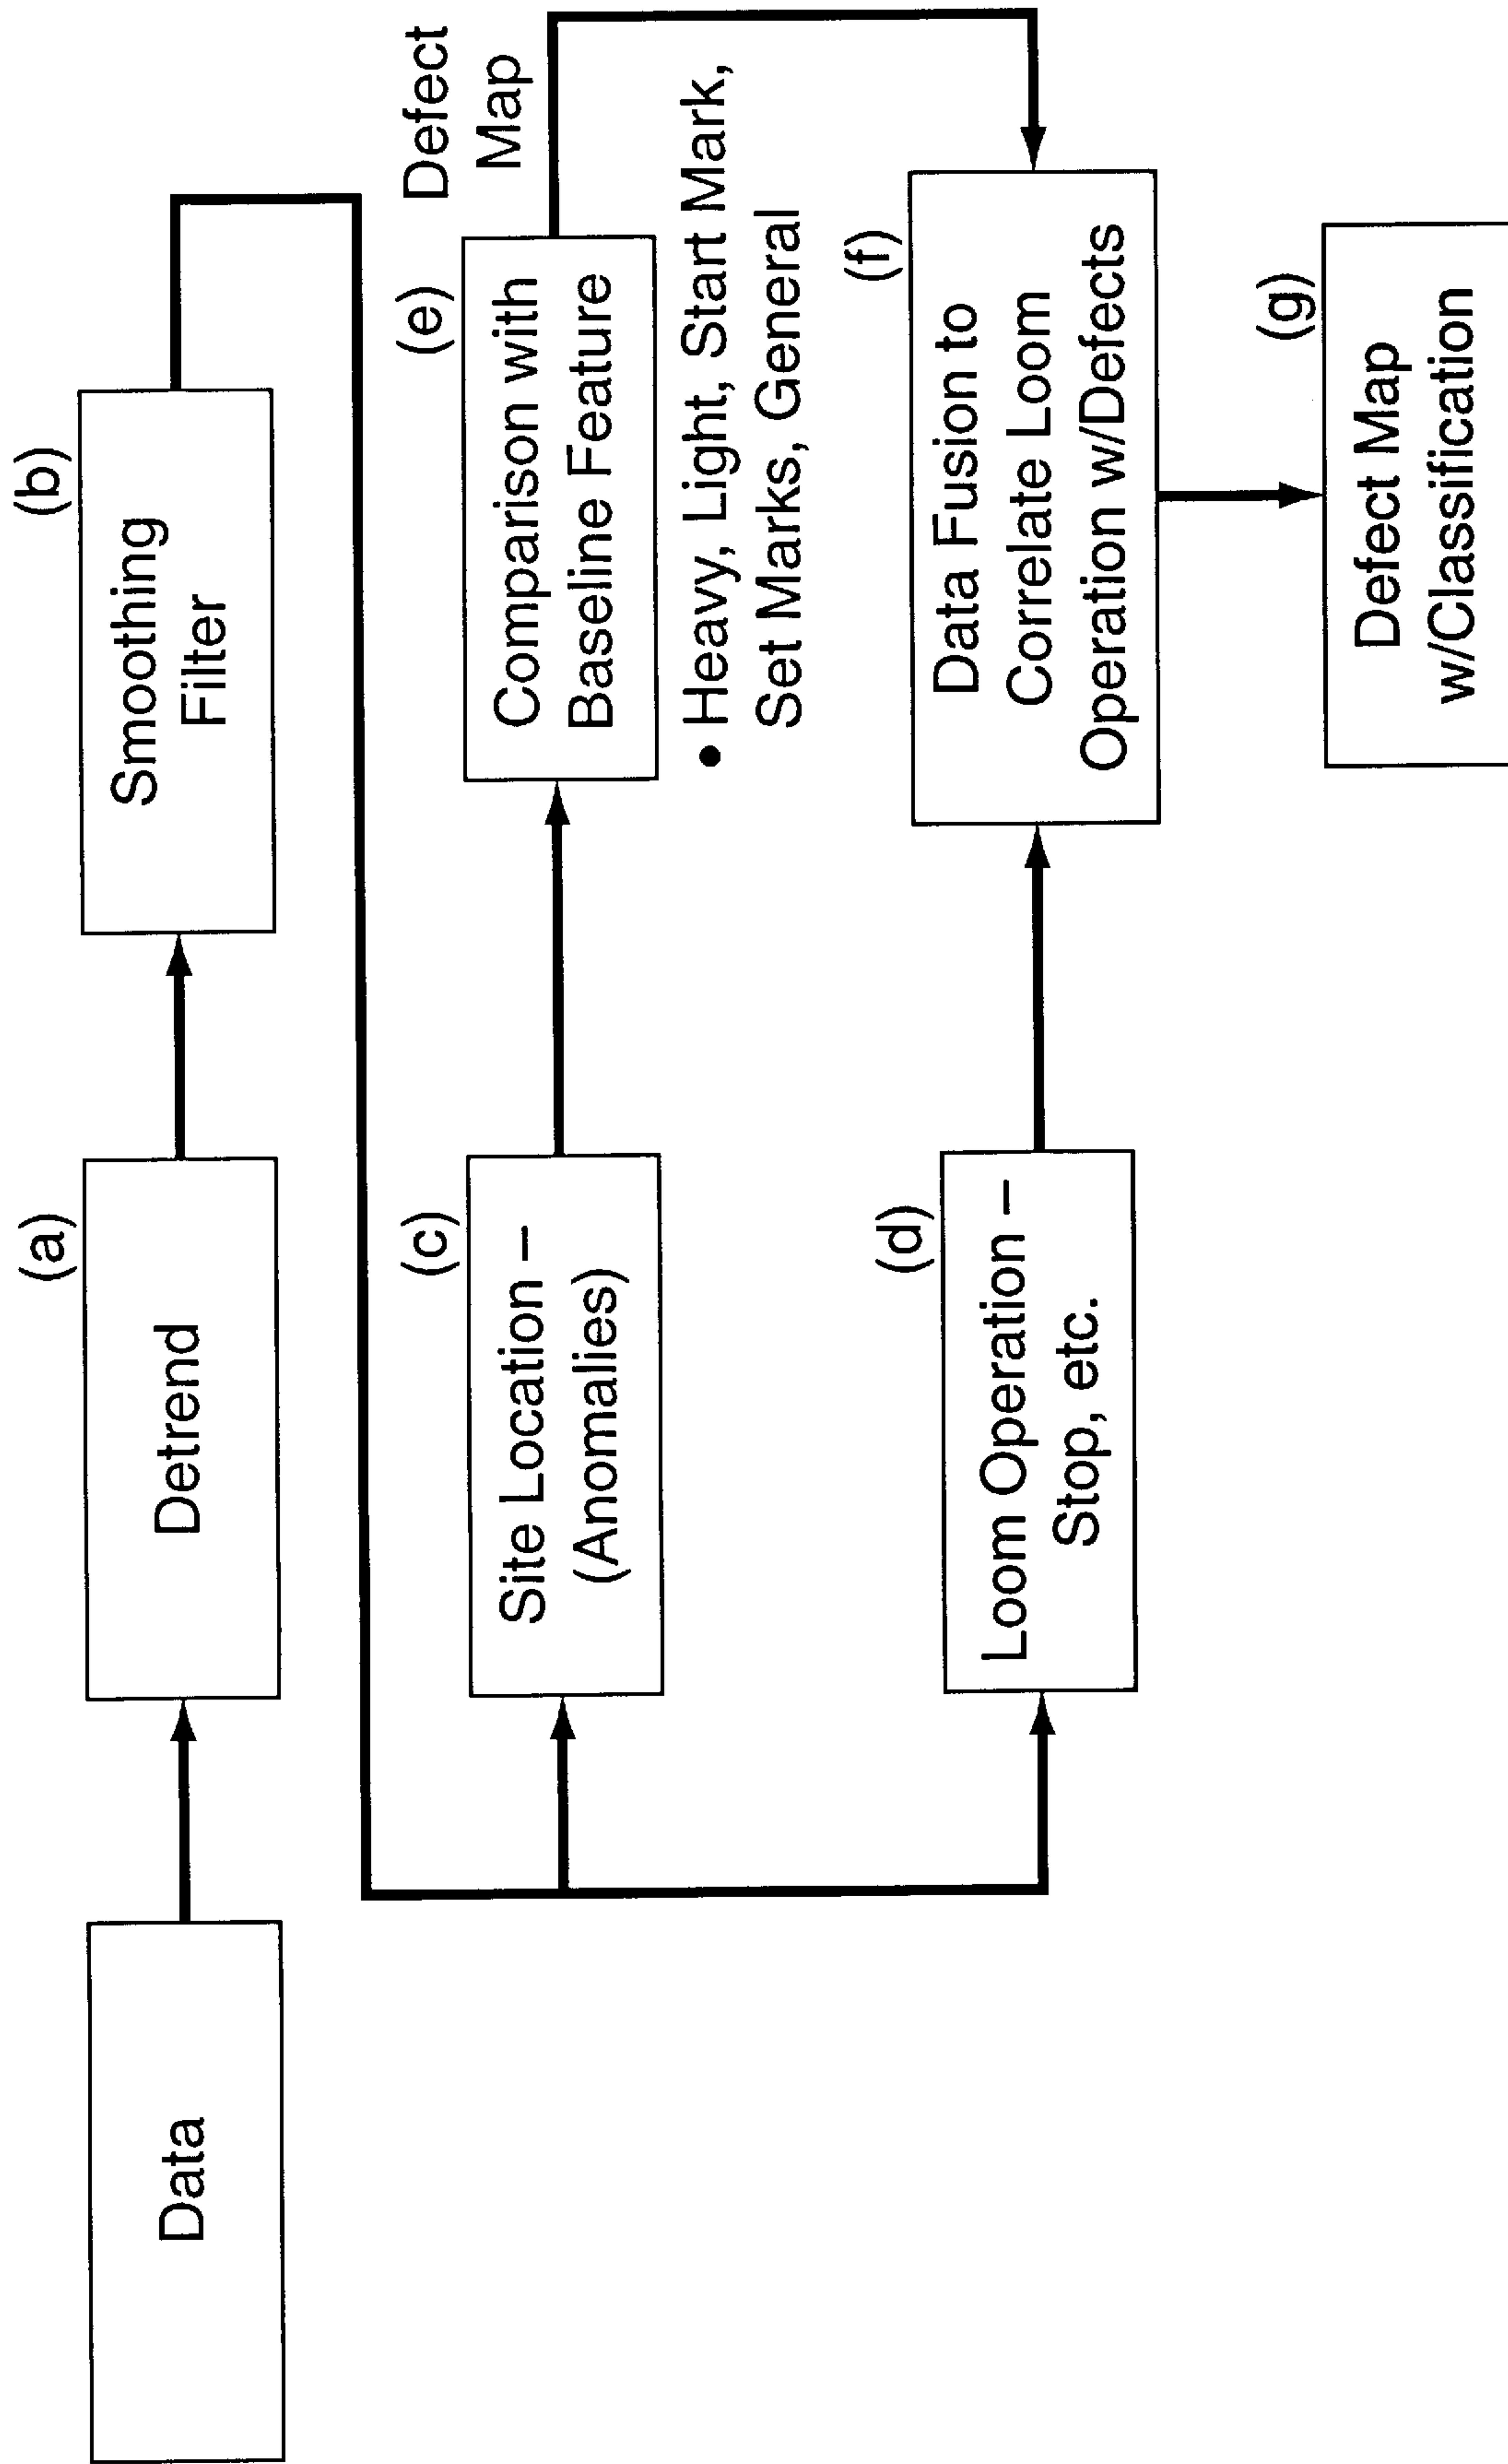 Data
(a)
Detrend
(b)
Smoothing
Filter
(c)
Site Location –
(Anomalies)
(e)
Comparison with
Baseline Feature
Defect
Map
• Heavy, Light, Start Mark,
Set Marks, General
(d)
Loom Operation –
Stop, etc.
(f)
Data Fusion to
Correlate Loom
Operation w/Defects
(g)
Defect Map
w/Classification